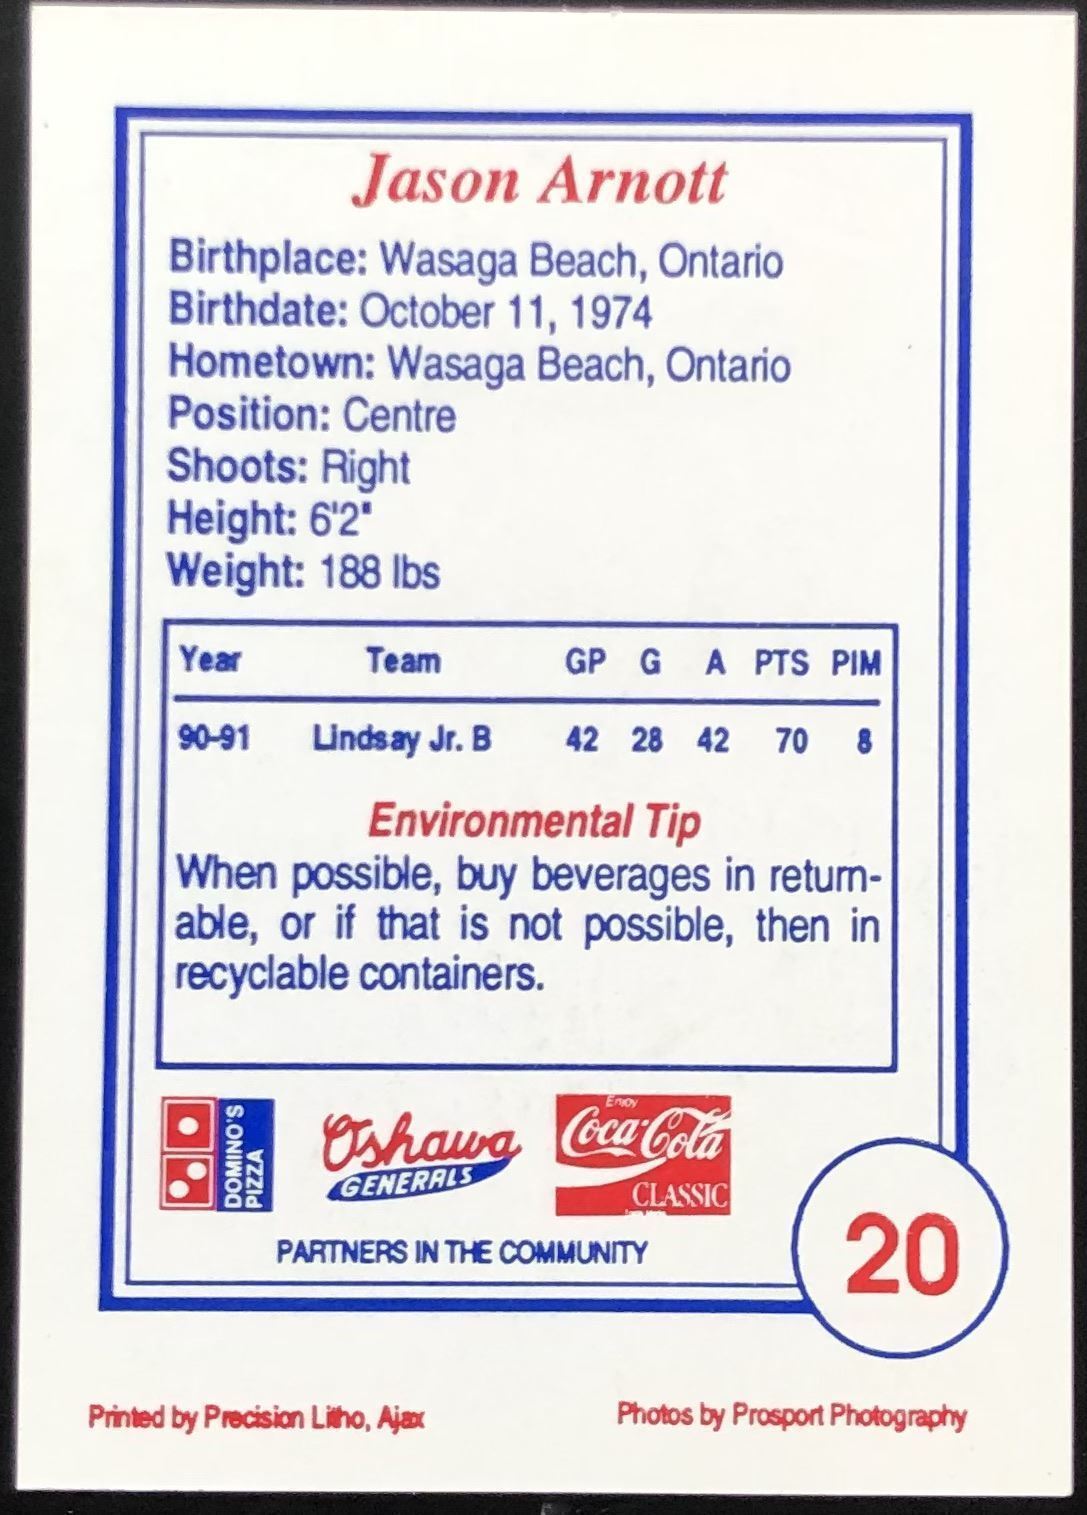 Jason Arnott
Birthplace: Wasaga Beach, Ontario
Birthdate: October 11, 1974
Hometown: Wasaga Beach, Ontario
Position: Centre
Shoots: Right
Height: 6'2"
Weight: 188 lbs
Year Team GP G A PTS PIM
90-91 Lindsay Jr. B 42 28 42 70 8
Environmental Tip
When possible, buy beverages in return-
able, or if that is not possible, then in
recyclable containers.
DOMINO'S
PIZZA
Oshawa
GENERALS
Enjoy
Coca-Cola
CLASSIC
PARTNERS IN THE COMMUNITY
20
Printed by Precision Litho, Ajax
Photos by Prosport Photography